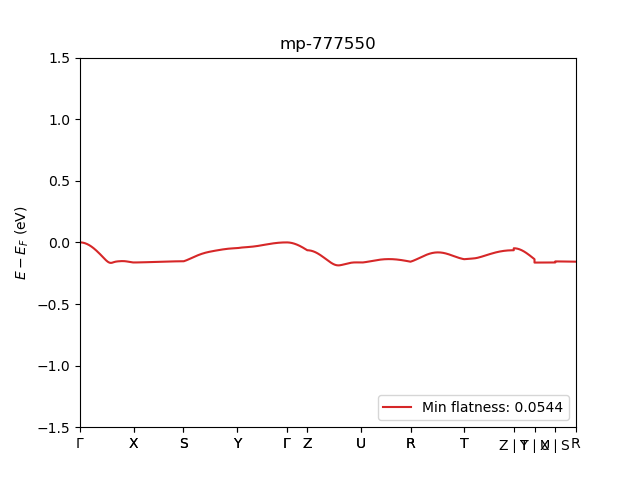 mp-777550
1.5
1.0
0.5
0.0
−0.5
−1.0
−1.5
E − E_F (eV)
Min flatness: 0.0544
Γ X S Y Γ Z U R T Z | Y | X | S R